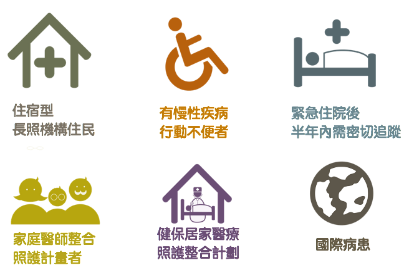 住宿型
長照機構住民
有慢性疾病
行動不便者
緊急住院後
半年內需密切追蹤
家庭醫師整合
照護計畫者
健保居家醫療
照護整合計劃
國際病患